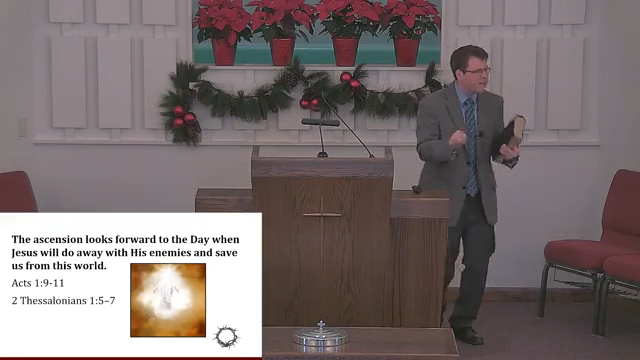 The ascension looks forward to the Day when
Jesus will do away with His enemies and save
us from this world.
Acts 1:9-11
2 Thessalonians 1:5–7